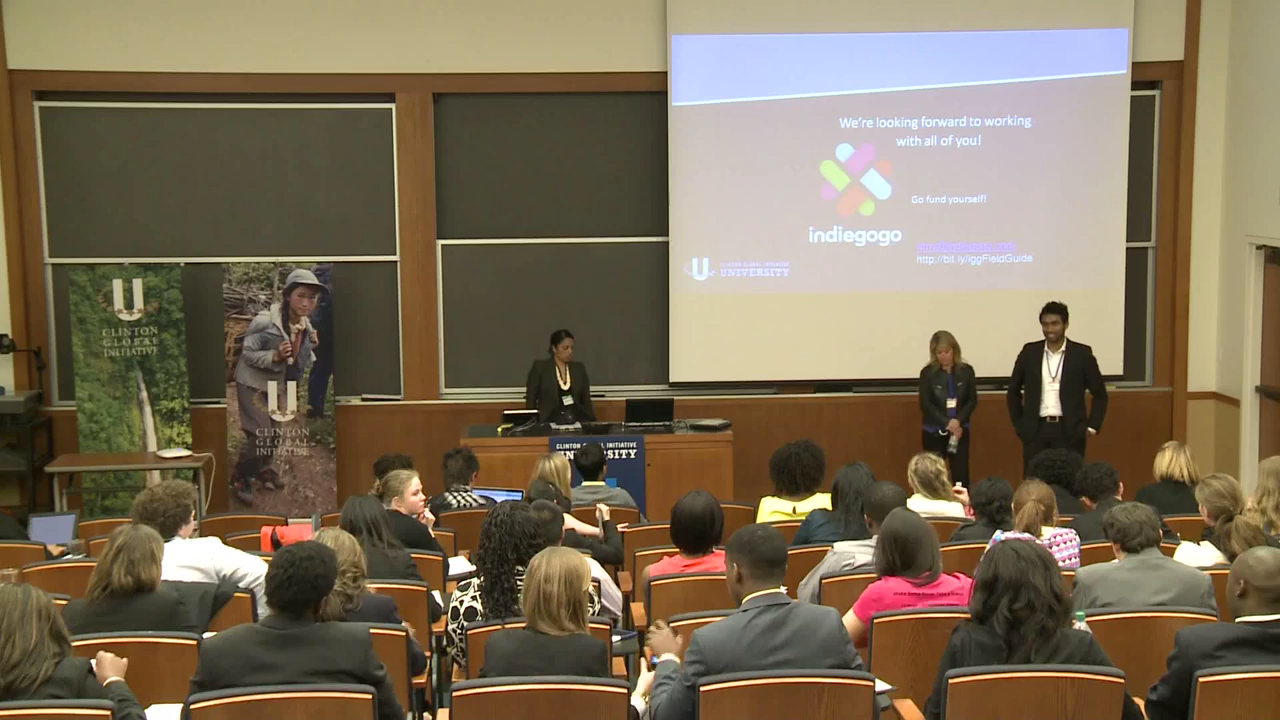 We're looking forward to working
with all of you!
Go fund yourself!
indiegogo
http://bit.ly/iggFieldGuide
U
CLINTON GLOBAL INITIATIVE
UNIVERSITY
U
CLINTON
GLOBAL
INITIATIVE
U
CLINTON
GLOBAL
INITIATIVE
CLINTON GLOBAL INITIATIVE
UNIVERSITY